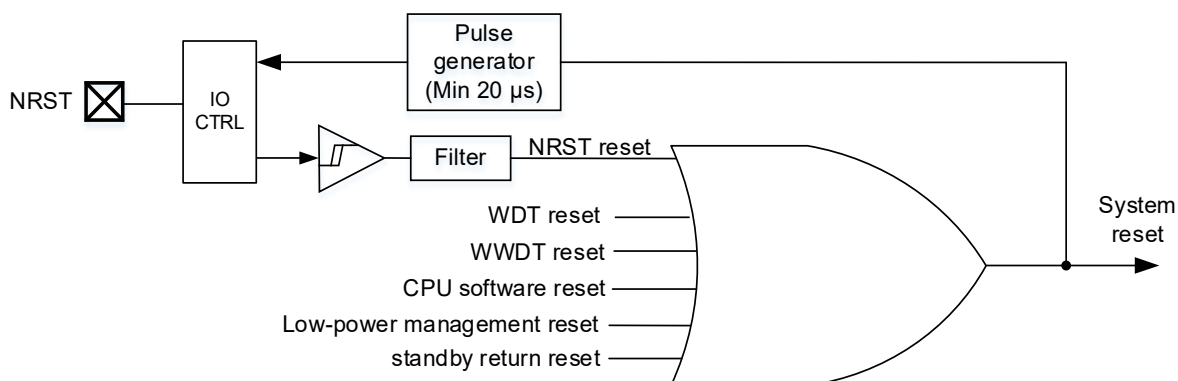 Pulse
generator
(Min 20 µs)
NRST
IO
CTRL
Filter
NRST reset
WDT reset
WWDT reset
CPU software reset
Low-power management reset
standby return reset
System
reset